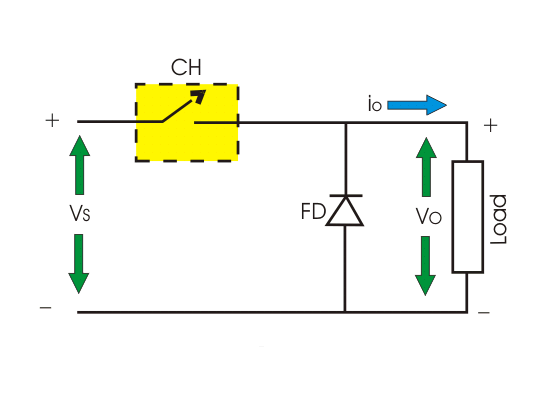 CH
io
+
+
Vs
FD
Vo
Load
–
–